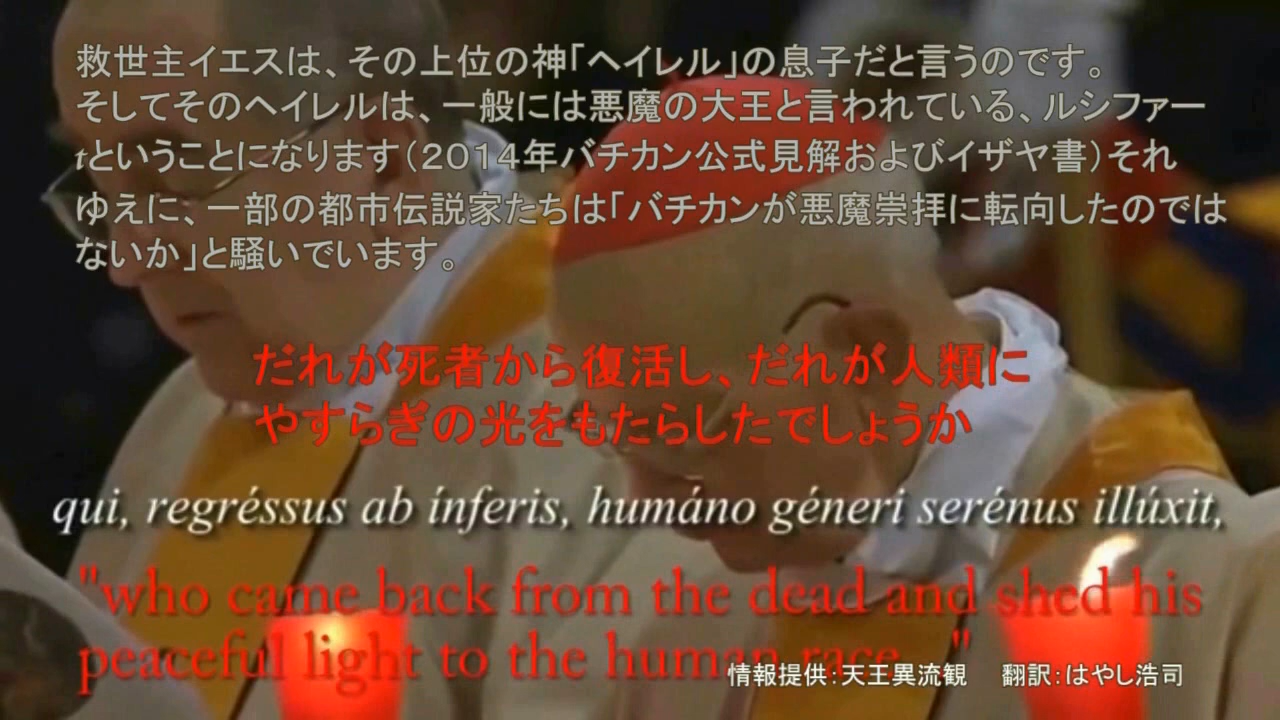 救世主イエスは、その上位の神「ヘイレル」の息子だと言うのです。
そしてそのヘイレルは、一般には悪魔の大王と言われている、ルシファー
tということになります（２０１４年バチカン公式見解およびイザヤ書）それ
ゆえに、一部の都市伝説家たちは「バチカンが悪魔崇拝に転向したのでは
ないか」と騒いでいます。
だれが死者から復活し、だれが人類に
やすらぎの光をもたらしたでしょうか
qui, regréssus ab ínferis, humáno géneri serénus illúxit,
"who came back from the dead and shed his
peaceful light to the human race..."
情報提供：天王異流観　翻訳：はやし浩司